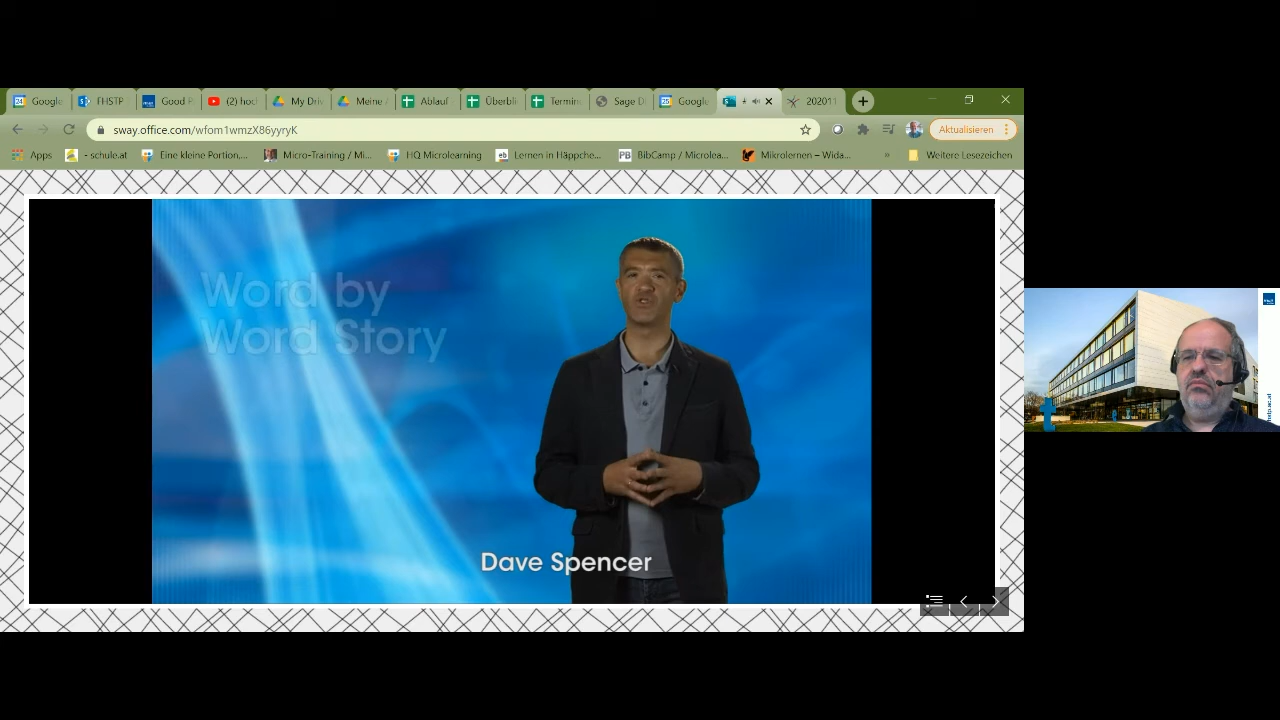 Google
FHSTP
Good P
(2) hoc
My Driv
Meine
Ablauf
Überbli
Termin
Sage D
Google
202011
sway.office.com/wfom1wmzX86yyryK
Aktualisieren
Apps
- schule.at
Eine kleine Portion,...
Micro-Training / Mi...
HQ Microlearning
Lernen in Häppche...
BibCamp / Microlea...
Mikrolernen – Wida...
»
Weitere Lesezeichen
Word by
Word Story
Dave Spencer